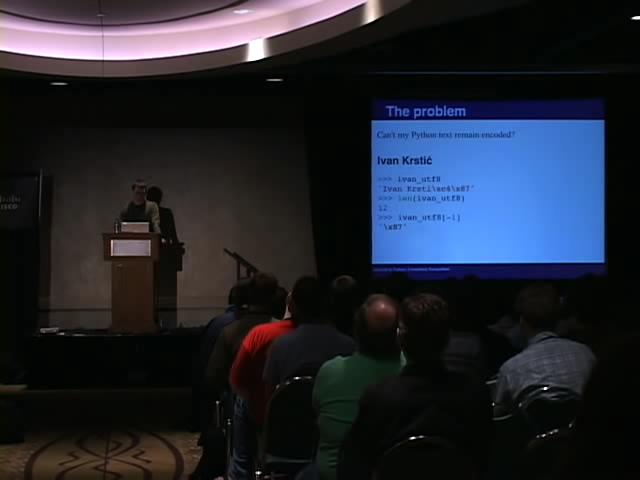 The problem
Can't my Python text remain encoded?
Ivan Krstić
>>> ivan_utf8
'Ivan Krsti\xc4\x87'
>>> len(ivan_utf8)
12
>>> ivan_utf8[-1]
'\x87'